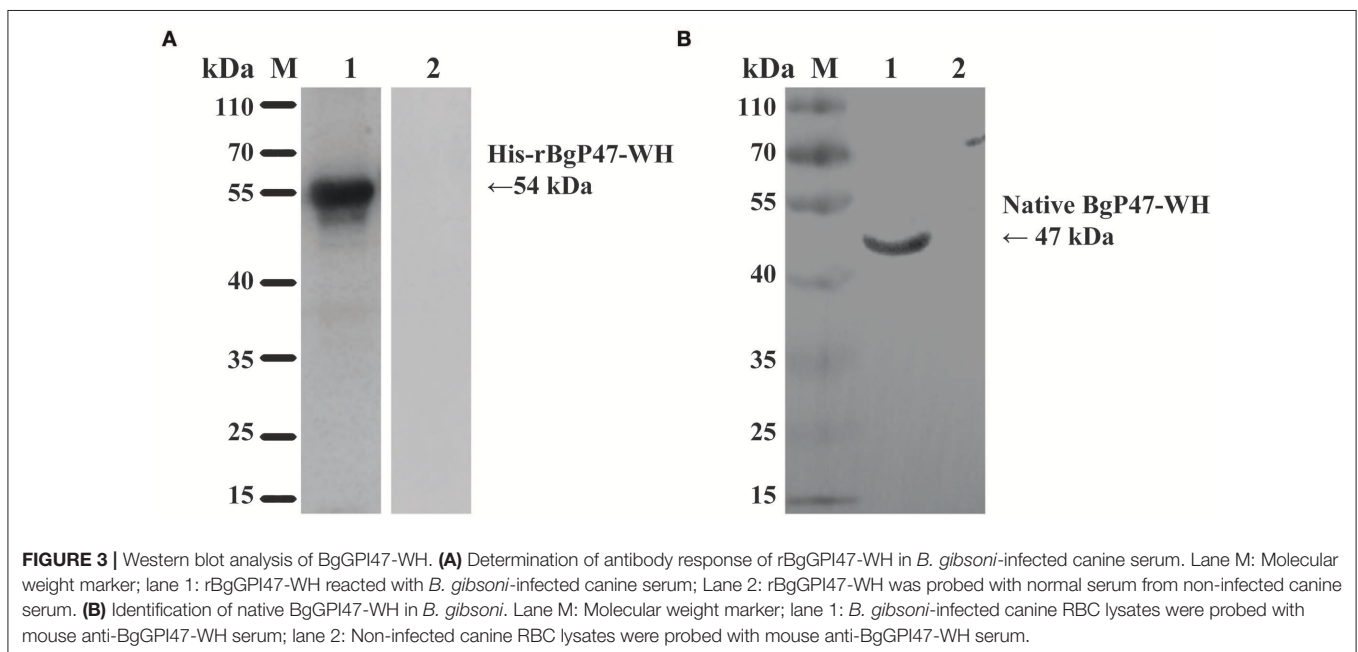 A
kDa M 1 2
110
70
55
40
35
25
15
His-rBgP47-WH
←54 kDa
B
kDa M 1 2
110
70
55
40
35
25
15
Native BgP47-WH
← 47 kDa
FIGURE 3 | Western blot analysis of BgGPI47-WH. (A) Determination of antibody response of rBgGPI47-WH in B. gibsoni-infected canine serum. Lane M: Molecular
weight marker; lane 1: rBgGPI47-WH reacted with B. gibsoni-infected canine serum; Lane 2: rBgGPI47-WH was probed with normal serum from non-infected canine
serum. (B) Identification of native BgGPI47-WH in B. gibsoni. Lane M: Molecular weight marker; lane 1: B. gibsoni-infected canine RBC lysates were probed with
mouse anti-BgGPI47-WH serum; lane 2: Non-infected canine RBC lysates were probed with mouse anti-BgGPI47-WH serum.